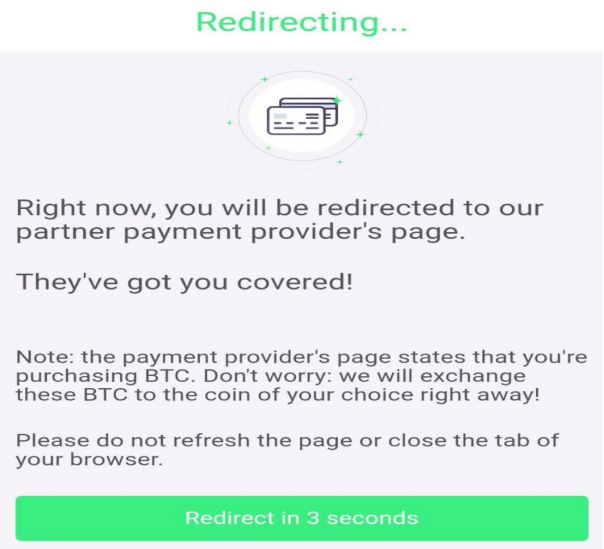 Redirecting...
Right now, you will be redirected to our
partner payment provider's page.
They've got you covered!
Note: the payment provider's page states that you're
purchasing BTC. Don't worry: we will exchange
these BTC to the coin of your choice right away!
Please do not refresh the page or close the tab of
your browser.
Redirect in 3 seconds